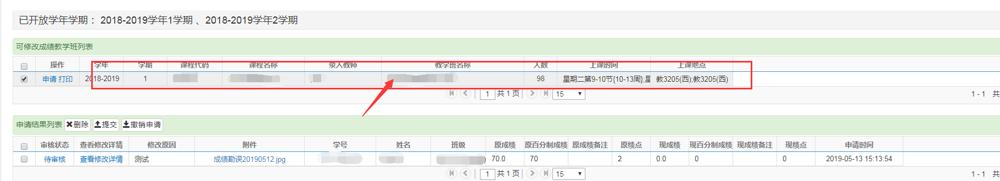 已开放学年学期： 2018-2019学年1学期 、2018-2019学年2学期
可修改成绩教学班列表
操作 学年 学期 课程代码 课程名称 录入教师 教学班名称 人数 上课时间 上课地点
申请 打印 2018-2019 1 98 星期二第9-10节{10-13周};星 教3205(西);教3205(西)
1 共 1 页 15 1 - 1 共
申请结果列表 删除 提交 撤销申请
审核状态 查看修改详情 修改原因 附件 学号 姓名 班级 原成绩 原百分制成绩 原成绩备注 原绩点 现成绩 现百分制成绩 现成绩备注 现绩点 申请时间
待审核 查看修改详情 测试 成绩勘误20190512.jpg 70.0 70 2 0.0 0 0 2019-05-13 15:13:54
1 共 1 页 15 1 - 1 共